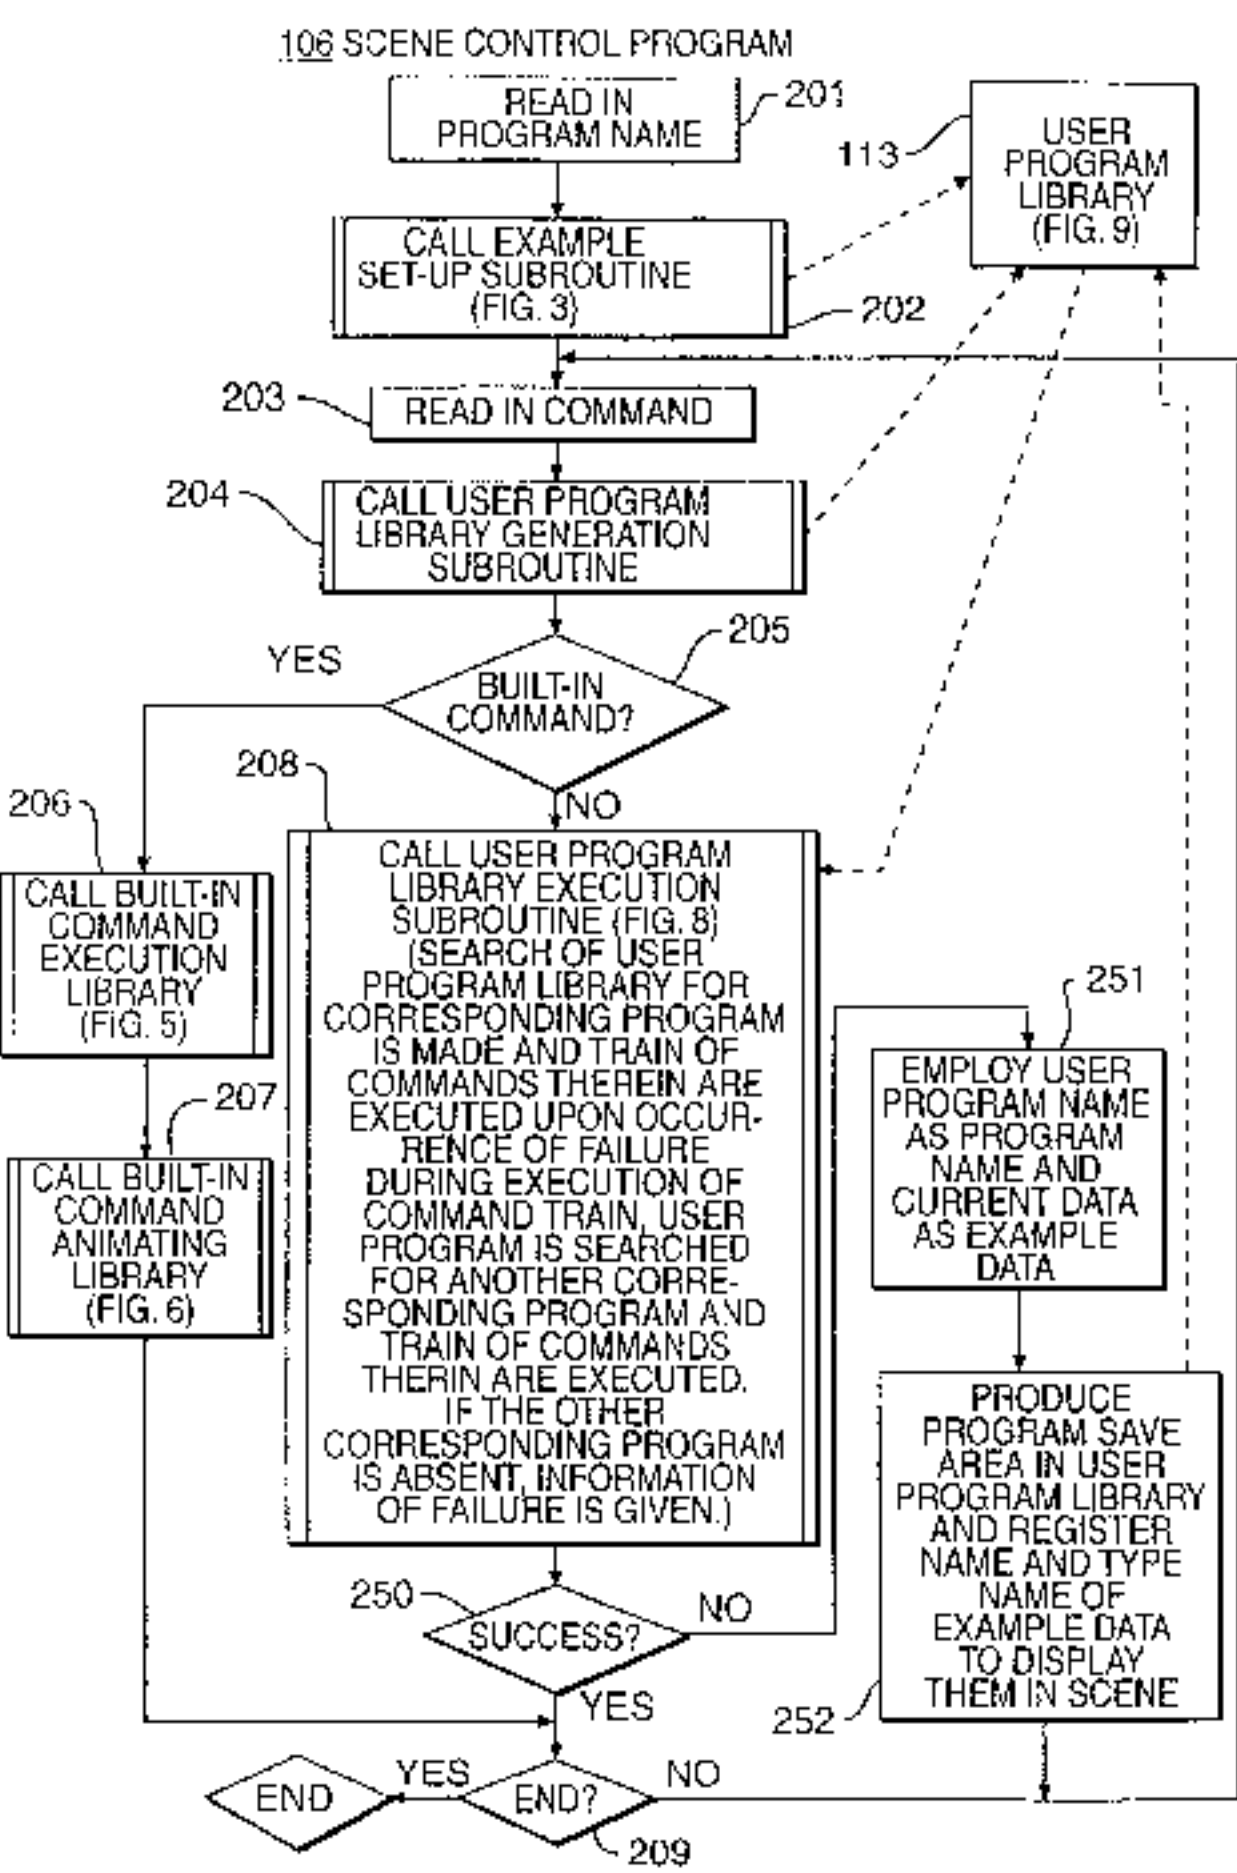 106 SCENE CONTROL PROGRAM
READ IN
PROGRAM NAME
201
USER
PROGRAM
LIBRARY
(FIG. 9)
113
CALL EXAMPLE
SET-UP SUBROUTINE
(FIG. 3)
202
203
READ IN COMMAND
204
CALL USER PROGRAM
LIBRARY GENERATION
SUBROUTINE
205
YES
BUILT-IN
COMMAND?
208
NO
206
CALL BUILT-IN
COMMAND
EXECUTION
LIBRARY
(FIG. 5)
207
CALL BUILT-IN
COMMAND
ANIMATING
LIBRARY
(FIG. 6)
CALL USER PROGRAM
LIBRARY EXECUTION
SUBROUTINE (FIG. 8)
(SEARCH OF USER
PROGRAM LIBRARY FOR
CORRESPONDING PROGRAM
IS MADE AND TRAIN OF
COMMANDS THEREIN ARE
EXECUTED UPON OCCUR-
RENCE OF FAILURE
DURING EXECUTION OF
COMMAND TRAIN, USER
PROGRAM IS SEARCHED
FOR ANOTHER CORRE-
SPONDING PROGRAM AND
TRAIN OF COMMANDS
THERIN ARE EXECUTED.
IF THE OTHER
CORRESPONDING PROGRAM
IS ABSENT, INFORMATION
OF FAILURE IS GIVEN.)
251
EMPLOY USER
PROGRAM NAME
AS PROGRAM
NAME AND
CURRENT DATA
AS EXAMPLE
DATA
PRODUCE
PROGRAM SAVE
AREA IN USER
PROGRAM LIBRARY
AND REGISTER
NAME AND TYPE
NAME OF
EXAMPLE DATA
TO DISPLAY
THEM IN SCENE
252
250
SUCCESS?
NO
YES
END
YES
END?
NO
209